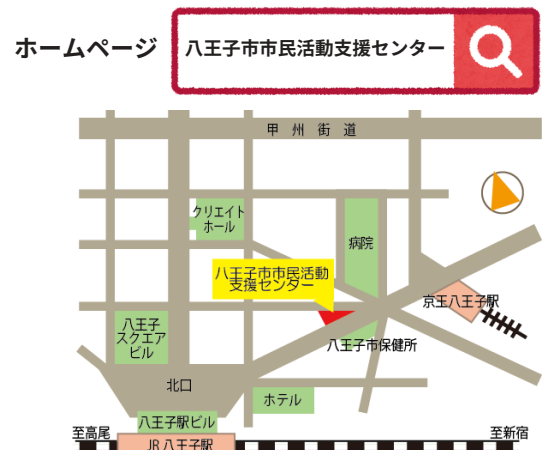 ホームページ
八王子市市民活動支援センター
甲州街道
クリエイト
ホール
病院
八王子市市民活動
支援センター
京王八王子駅
八王子
スクエア
ビル
八王子市保健所
北口
ホテル
八王子駅ビル
至高尾
至新宿
JR 八王子駅